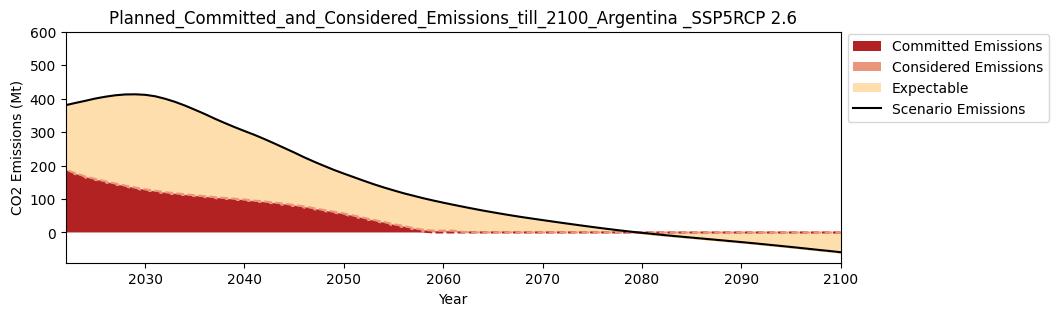 Planned_Committed_and_Considered_Emissions_till_2100_Argentina _SSP5RCP 2.6
600
500
400
300
200
100
0
CO2 Emissions (Mt)
2030 2040 2050 2060 2070 2080 2090 2100
Year
Committed Emissions
Considered Emissions
Expectable
Scenario Emissions